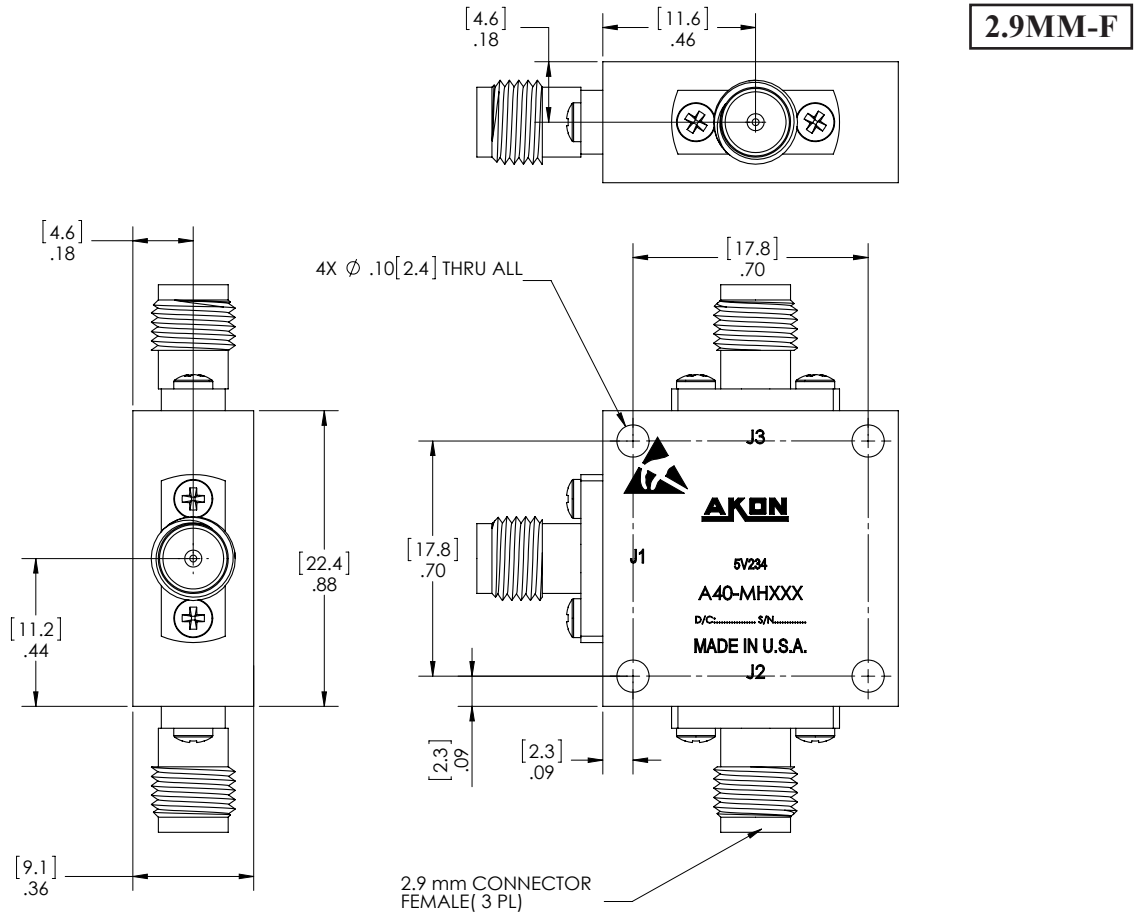 [4.6]
.18
[11.6]
.46
2.9MM-F
[4.6]
.18
4X Ø .10[2.4] THRU ALL
[17.8]
.70
J3
AKON
[17.8]
.70
J1
5V234
A40-MHXXX
D/C:............. S/N..........
MADE IN U.S.A.
J2
[22.4]
.88
[11.2]
.44
[2.3]
.09
[2.3]
.09
[9.1]
.36
2.9 mm CONNECTOR
FEMALE( 3 PL)